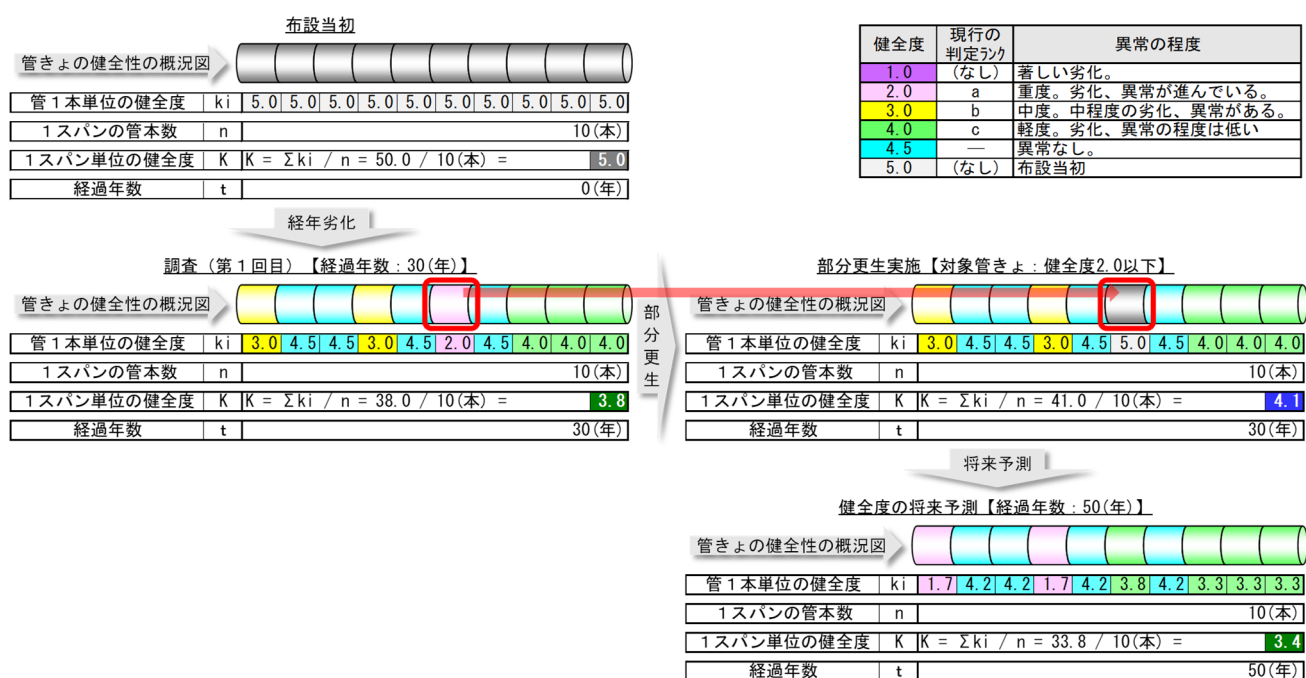 布設当初
管きょの健全性の概況図
管1本単位の健全度 ki 5.0 5.0 5.0 5.0 5.0 5.0 5.0 5.0 5.0 5.0
1スパンの管本数 n 10(本)
1スパン単位の健全度 K K = Σki / n = 50.0 / 10(本) = 5.0
経過年数 t 0(年)
健全度 現行の判定ランク 異常の程度
1.0 (なし) 著しい劣化。
2.0 a 重度。劣化、異常が進んでいる。
3.0 b 中度。中程度の劣化、異常がある。
4.0 c 軽度。劣化、異常の程度は低い
4.5 ― 異常なし。
5.0 (なし) 布設当初
経年劣化
調査(第1回目)【経過年数:30(年)】
管きょの健全性の概況図
管1本単位の健全度 ki 3.0 4.5 4.5 3.0 4.5 2.0 4.5 4.0 4.0 4.0
1スパンの管本数 n 10(本)
1スパン単位の健全度 K K = Σki / n = 38.0 / 10(本) = 3.8
経過年数 t 30(年)
部分更生
部分更生実施【対象管きょ:健全度2.0以下】
管きょの健全性の概況図
管1本単位の健全度 ki 3.0 4.5 4.5 3.0 4.5 5.0 4.5 4.0 4.0 4.0
1スパンの管本数 n 10(本)
1スパン単位の健全度 K K = Σki / n = 41.0 / 10(本) = 4.1
経過年数 t 30(年)
将来予測
健全度の将来予測【経過年数:50(年)】
管きょの健全性の概況図
管1本単位の健全度 ki 1.7 4.2 4.2 1.7 4.2 3.8 4.2 3.3 3.3 3.3
1スパンの管本数 n 10(本)
1スパン単位の健全度 K K = Σki / n = 33.8 / 10(本) = 3.4
経過年数 t 50(年)